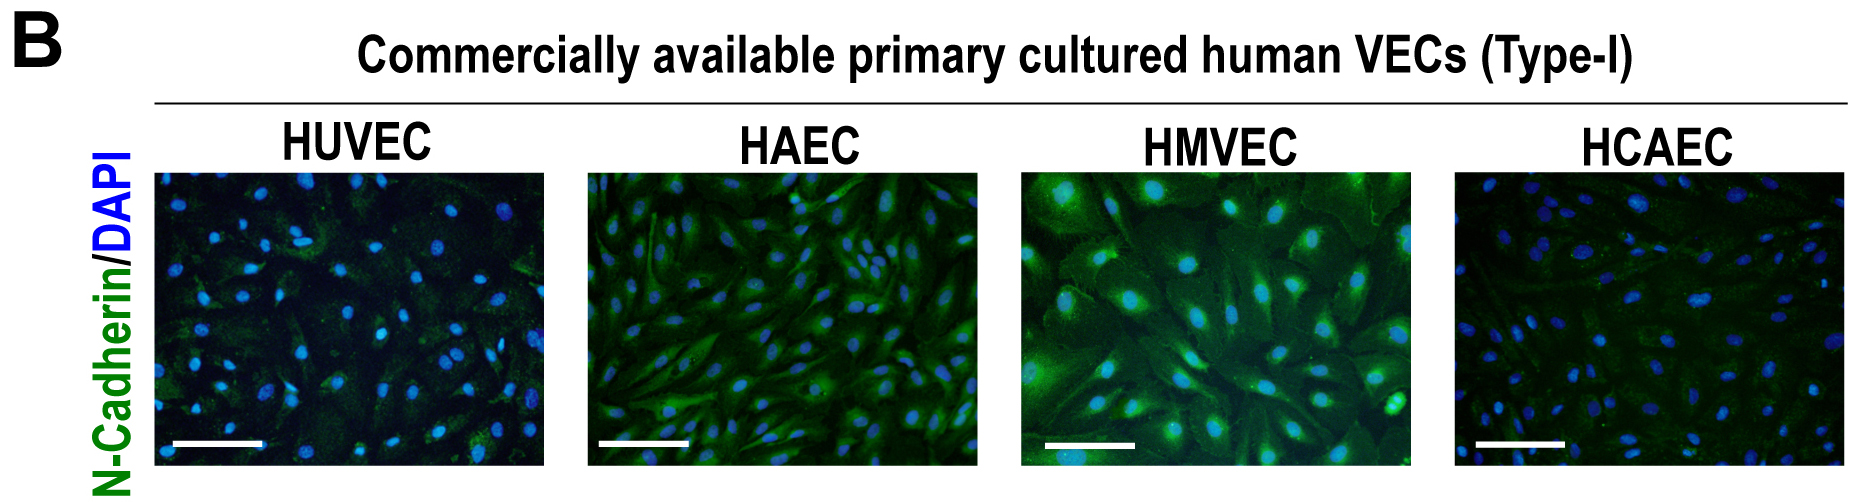 B
Commercially available primary cultured human VECs (Type-I)
HUVEC HAEC HMVEC HCAEC
N-Cadherin/DAPI